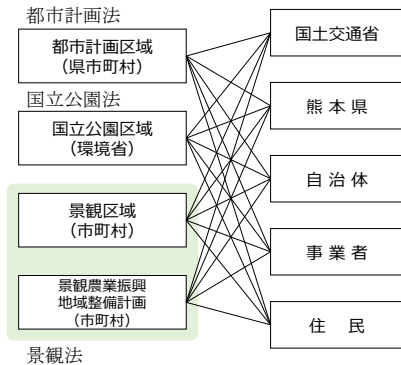 都市計画法
都市計画区域
（県市町村）
国立公園法
国立公園区域
（環境省）
景観区域
（市町村）
景観農業振興
地域整備計画
（市町村）
景観法
国土交通省
熊 本 県
自 治 体
事 業 者
住 民